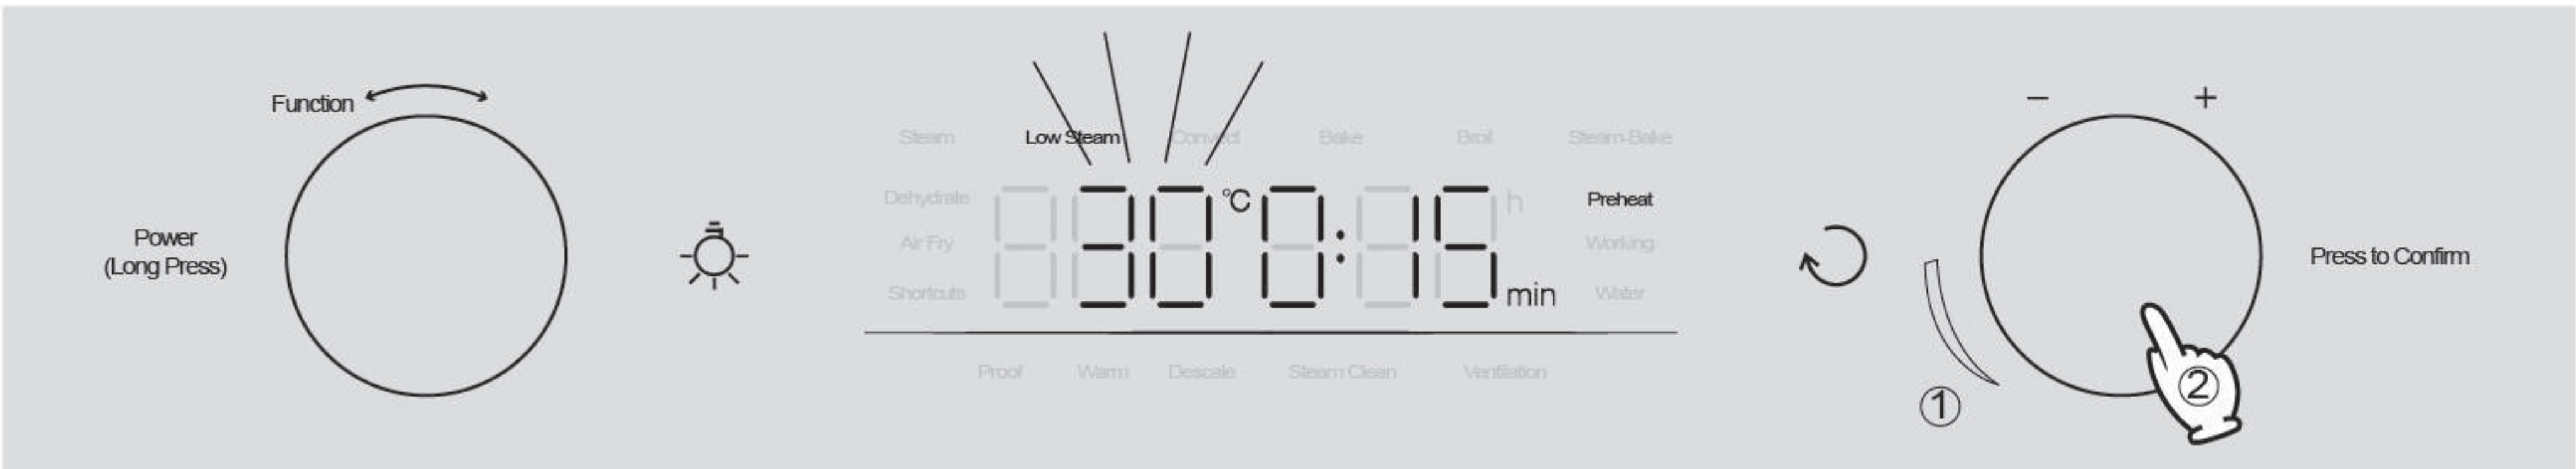 Function
Power
(Long Press)
Steam Low Steam Convect Bake Broil Steam-Bake
Dehydrate
Air Fry
Shortcuts
30 °C 0:15 h min
Preheat
Working
Water
Proof Warm Descale Steam Clean Ventilation
− +
Press to Confirm
①
②